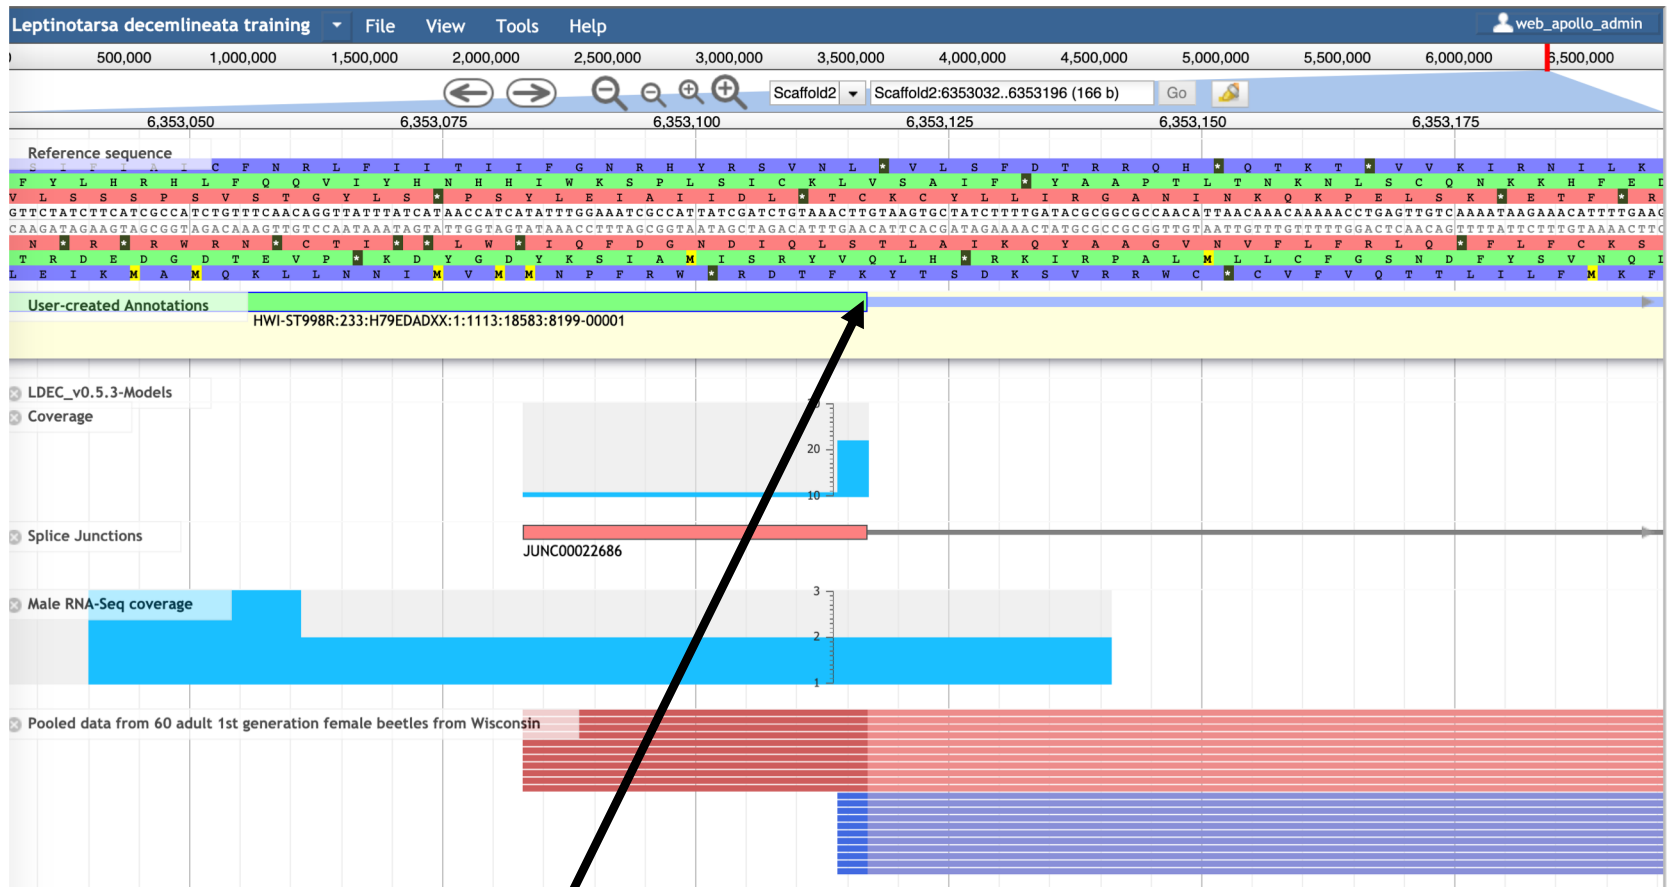 Leptinotarsa decemlineata training File View Tools Help web_apollo_admin
500,000 1,000,000 1,500,000 2,000,000 2,500,000 3,000,000 3,500,000 4,000,000 4,500,000 5,000,000 5,500,000 6,000,000 6,500,000
Scaffold2 Scaffold2:6353032..6353196 (166 b) Go
6,353,050 6,353,075 6,353,100 6,353,125 6,353,150 6,353,175
Reference sequence
S I F I A I C F N R L F I I T I I F G N R H Y R S V N L * V L S F D T R R Q H * Q T K T * V V K I R N I L K
F Y L H R H L F Q Q V I Y H N H H I W K S P L S I C K L V S A I F * Y A A P T L T N K N L S C Q N K K H F E D
V L S S S P S V S T G Y L S * P S Y L E I A I I D L * T C K C Y L L I R G A N I N K Q K P E L S K * E T F * R
GTTCTATCTTCATCGCCATCTGTTTCAACAGGTTATTTATCATAACCATCATATTTGGAAATCGCCATTATCGATCTGTAAACTTGTAAGTGCTATCTTTTGATACGCGGCGCCAACATTAACAAACAAAAACCTGAGTTGTCAAAATAAGAAACATTTTGAAG
CAAGATAGAAGTAGCGGTAGACAAAGTTGTCCAATAAATAGTATTGGTAGTATAAACCTTTAGCGGTAATAGCTAGACATTTGAACATTCACGATAGAAAACTATGCGCCGCGGTTGTAATTGTTTGTTTTTGGACTCAACAGTTTTATTCTTTGTAAAACTTC
N * R * R W R N * C T I * * L W * I Q F D G N D I Q L S T L A I K Q Y A A G V N V F L F R L Q * F L F C K S
T R D E D G D T E V P * K D Y G D Y K S I A M I S R Y V Q L H * R K I R P A L M L L C F G S N D F Y S V N Q L
L E I K M A M Q K L L N N I M V M M N P F R W * R D T F K Y T S D K S V R R W C * C V F V Q T T L I L F M K F
User-created Annotations
HWI-ST998R:233:H79EDADXX:1:1113:18583:8199-00001
LDEC_v0.5.3-Models
Coverage
20
10
Splice Junctions
JUNC00022686
Male RNA-Seq coverage
3
2
1
Pooled data from 60 adult 1st generation female beetles from Wisconsin